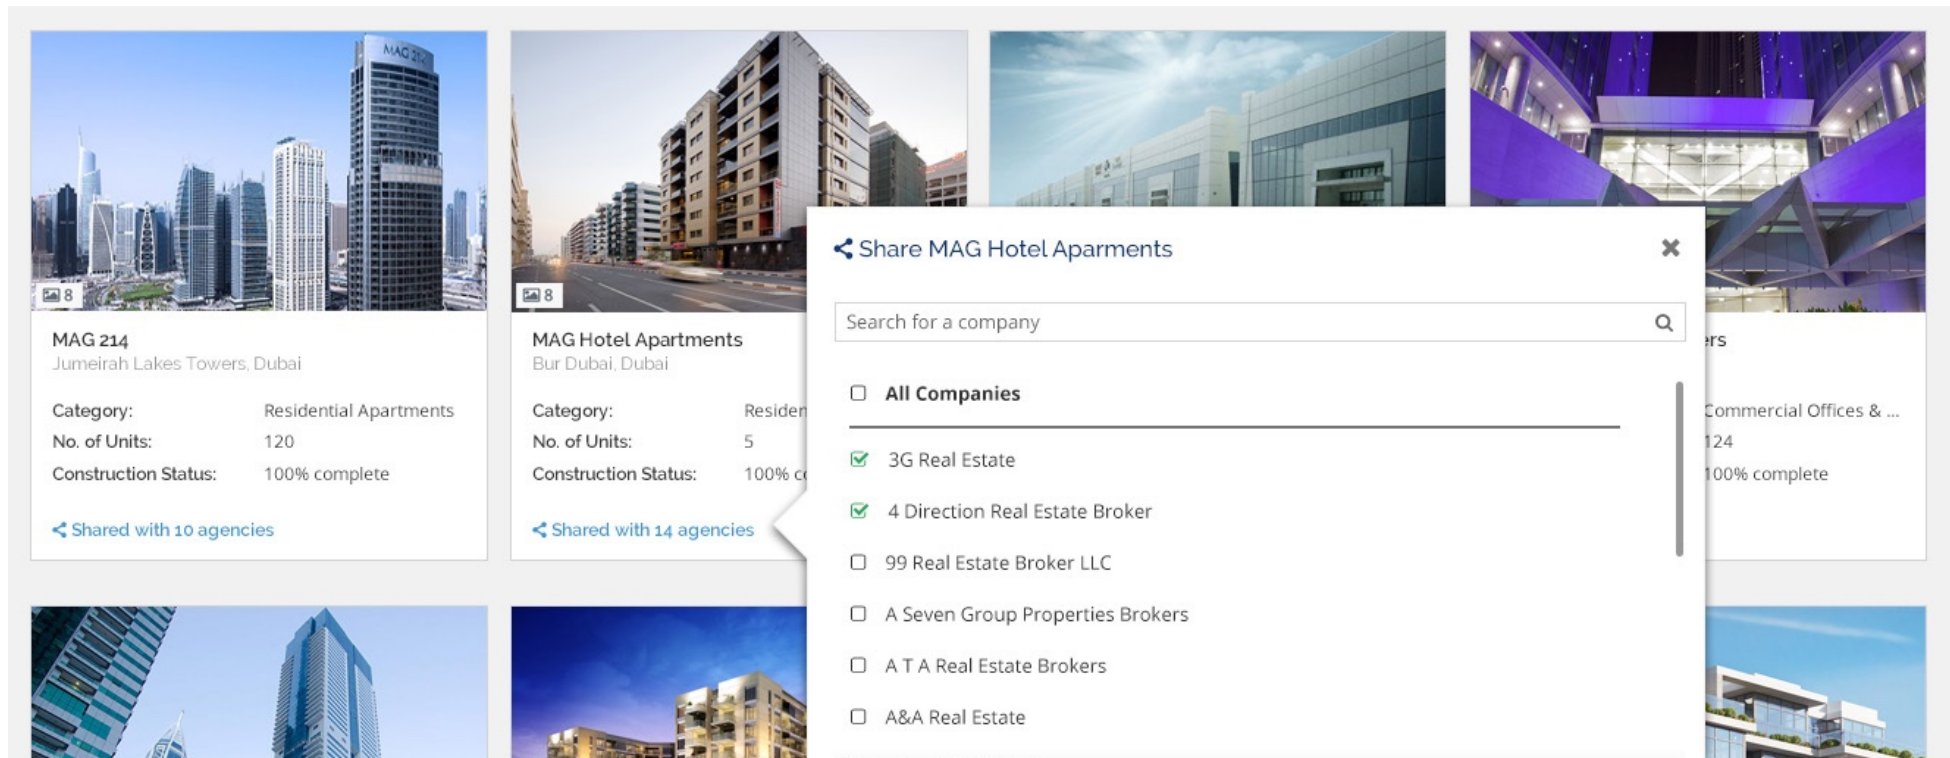 MAG 214
8
MAG 214
Jumeirah Lakes Towers, Dubai
Category: Residential Apartments
No. of Units: 120
Construction Status: 100% complete
Shared with 10 agencies
8
MAG Hotel Apartments
Bur Dubai, Dubai
Category:
No. of Units: 5
Construction Status: 100%
Shared with 14 agencies
Share MAG Hotel Aparments
Search for a company
All Companies
3G Real Estate
4 Direction Real Estate Broker
99 Real Estate Broker LLC
A Seven Group Properties Brokers
A T A Real Estate Brokers
A&A Real Estate
Commercial Offices & ...
124
100% complete